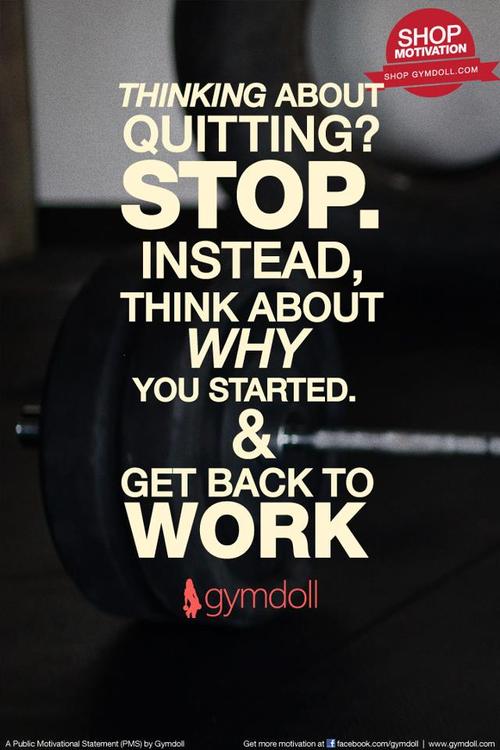 SHOP
MOTIVATION
SHOP GYMDOLL.COM
THINKING ABOUT
QUITTING?
STOP.
INSTEAD,
THINK ABOUT
WHY
YOU STARTED.
&
GET BACK TO
WORK
gymdoll
A Public Motivational Statement (PMS) by Gymdoll
Get more motivation at f facebook.com/gymdoll | www.gymdoll.com